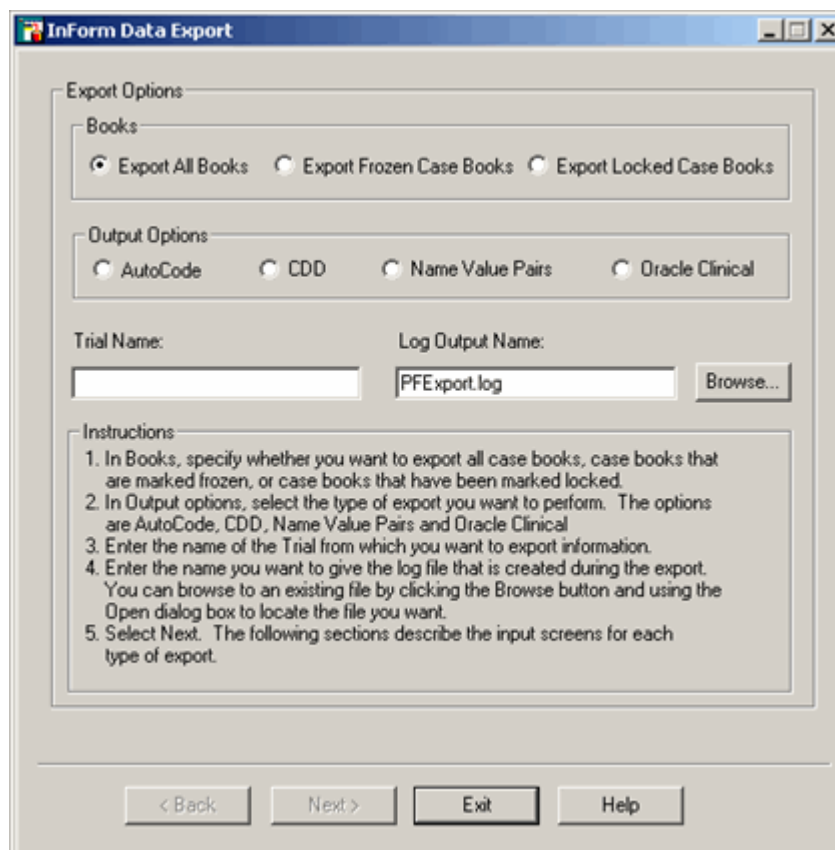 InForm Data Export
Export Options
Books
Export All Books Export Frozen Case Books Export Locked Case Books
Output Options
AutoCode CDD Name Value Pairs Oracle Clinical
Trial Name: Log Output Name:
PFExport.log Browse...
Instructions
1. In Books, specify whether you want to export all case books, case books that
are marked frozen, or case books that have been marked locked.
2. In Output options, select the type of export you want to perform. The options
are AutoCode, CDD, Name Value Pairs and Oracle Clinical
3. Enter the name of the Trial from which you want to export information.
4. Enter the name you want to give the log file that is created during the export.
You can browse to an existing file by clicking the Browse button and using the
Open dialog box to locate the file you want.
5. Select Next. The following sections describe the input screens for each
type of export.
< Back Next > Exit Help